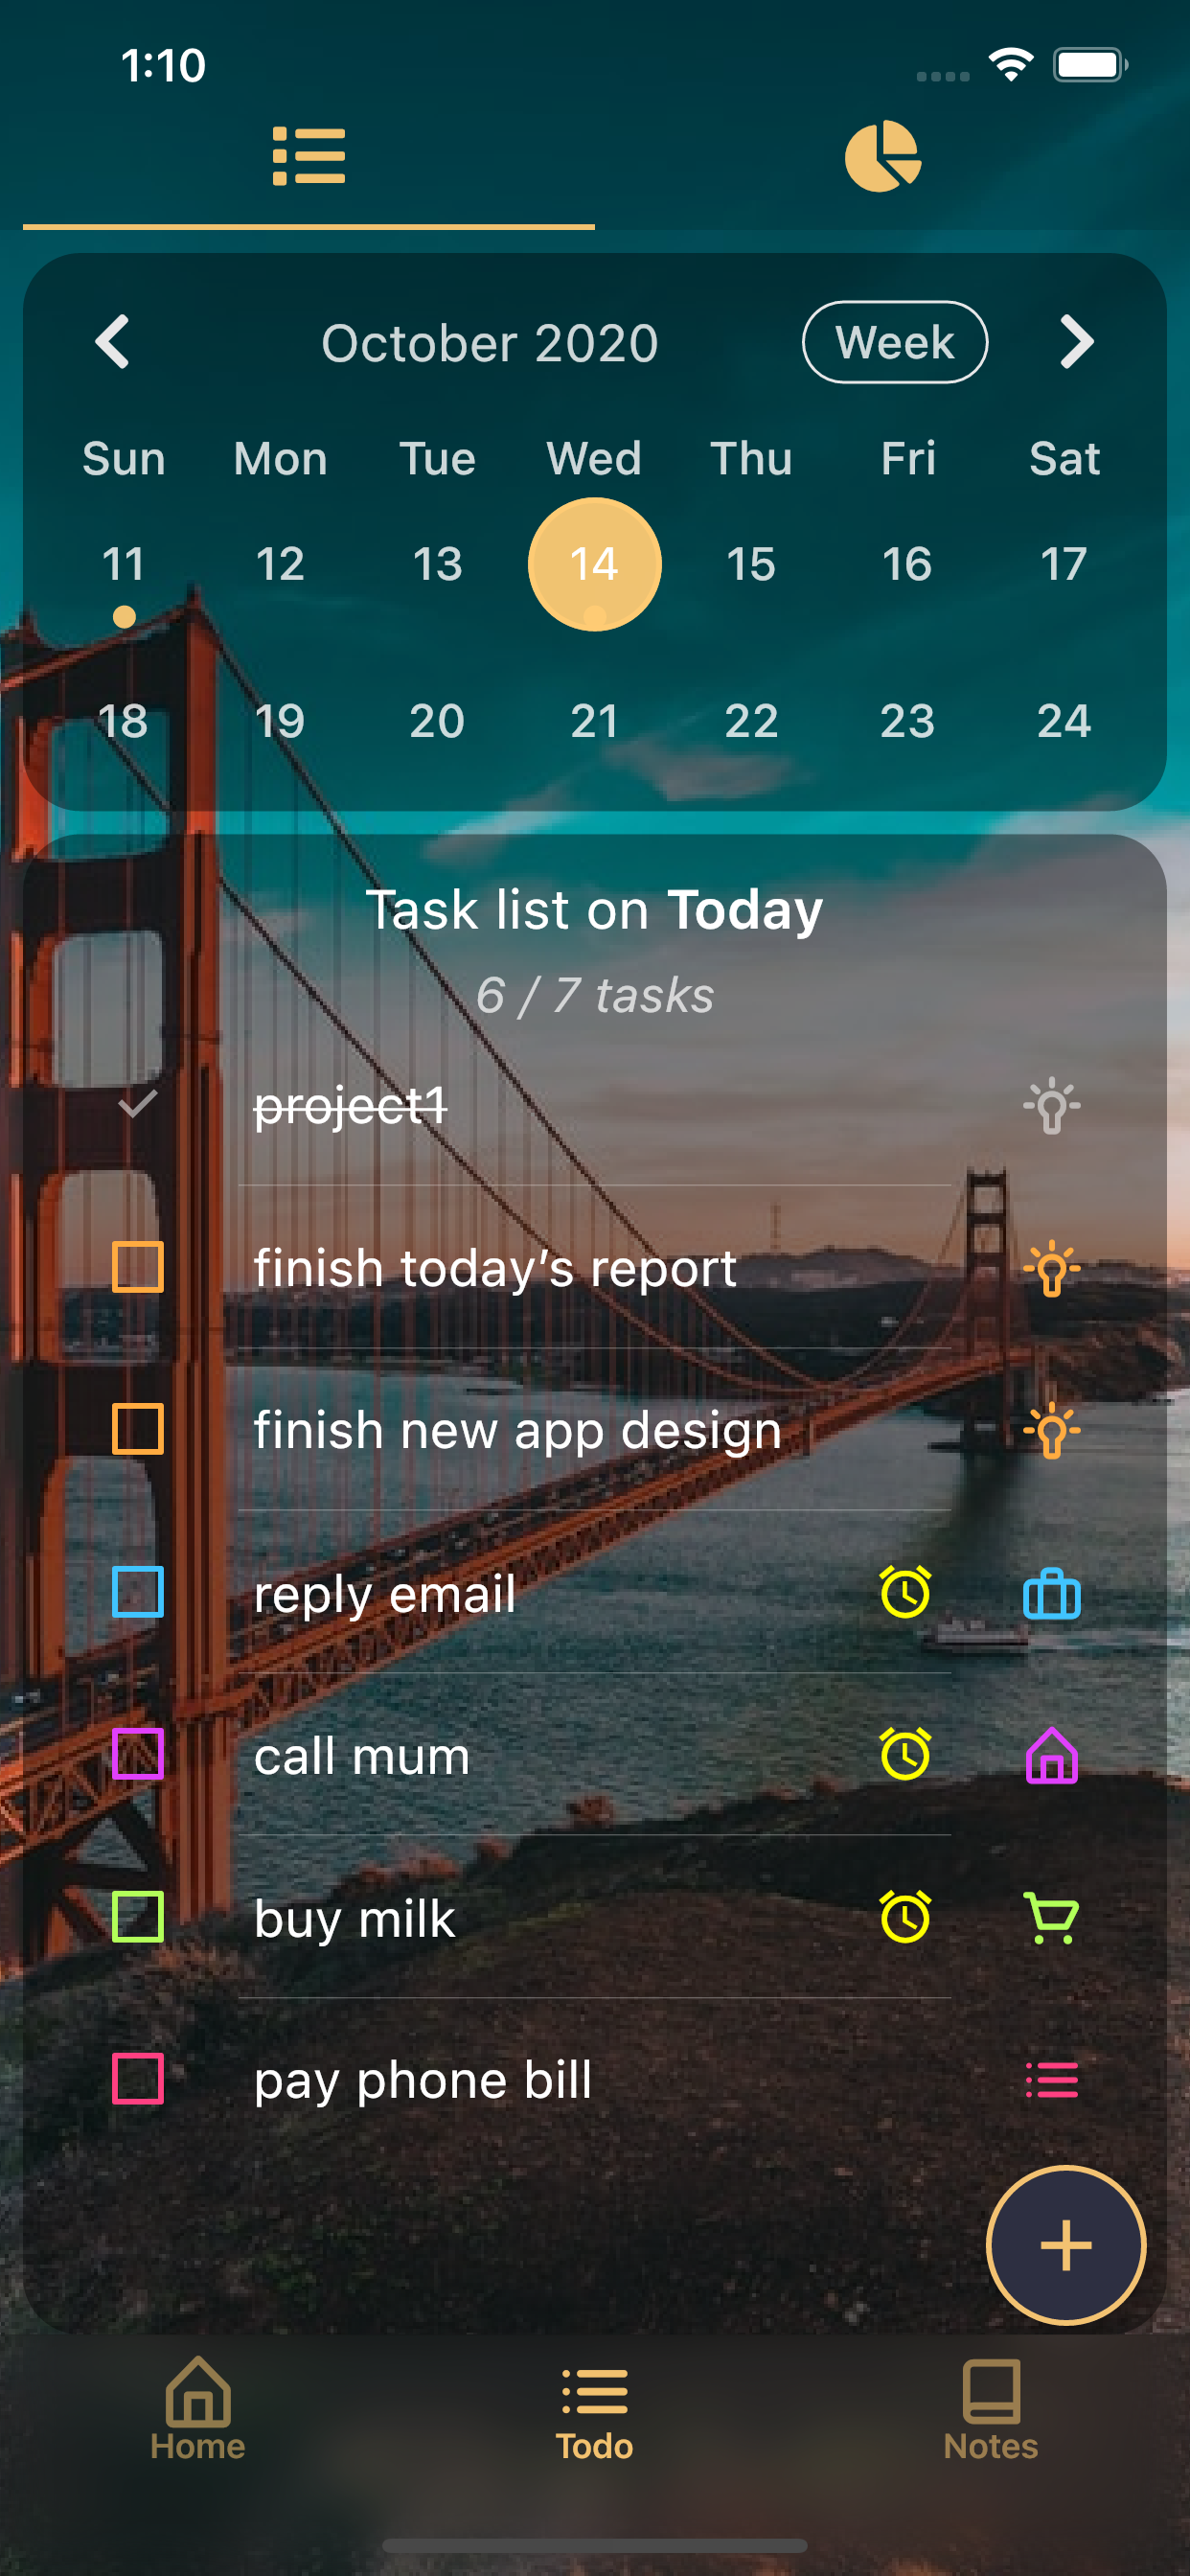 1:10
October 2020 Week
Sun Mon Tue Wed Thu Fri Sat
11 12 13 14 15 16 17
18 19 20 21 22 23 24
Task list on Today
6 / 7 tasks
project1
finish today’s report
finish new app design
reply email
call mum
buy milk
pay phone bill
Home Todo Notes